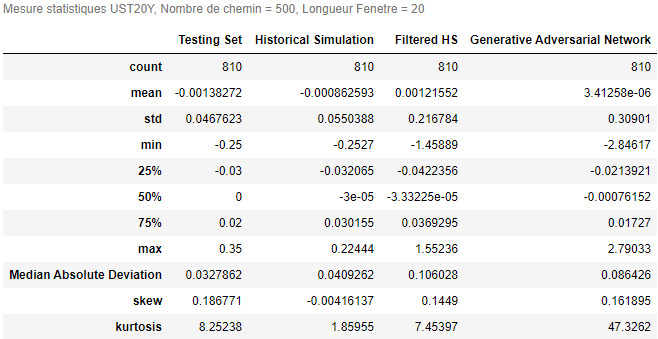 Mesure statistiques UST20Y, Nombre de chemin = 500, Longueur Fenetre = 20
Testing Set Historical Simulation Filtered HS Generative Adversarial Network
count 810 810 810 810
mean -0.00138272 -0.000862593 0.00121552 3.41258e-06
std 0.0467623 0.0550388 0.216784 0.30901
min -0.25 -0.2527 -1.45889 -2.84617
25% -0.03 -0.032065 -0.0422356 -0.0213921
50% 0 -3e-05 -3.33225e-05 -0.00076152
75% 0.02 0.030155 0.0369295 0.01727
max 0.35 0.22444 1.55236 2.79033
Median Absolute Deviation 0.0327862 0.0409262 0.106028 0.086426
skew 0.186771 -0.00416137 0.1449 0.161895
kurtosis 8.25238 1.85955 7.45397 47.3262